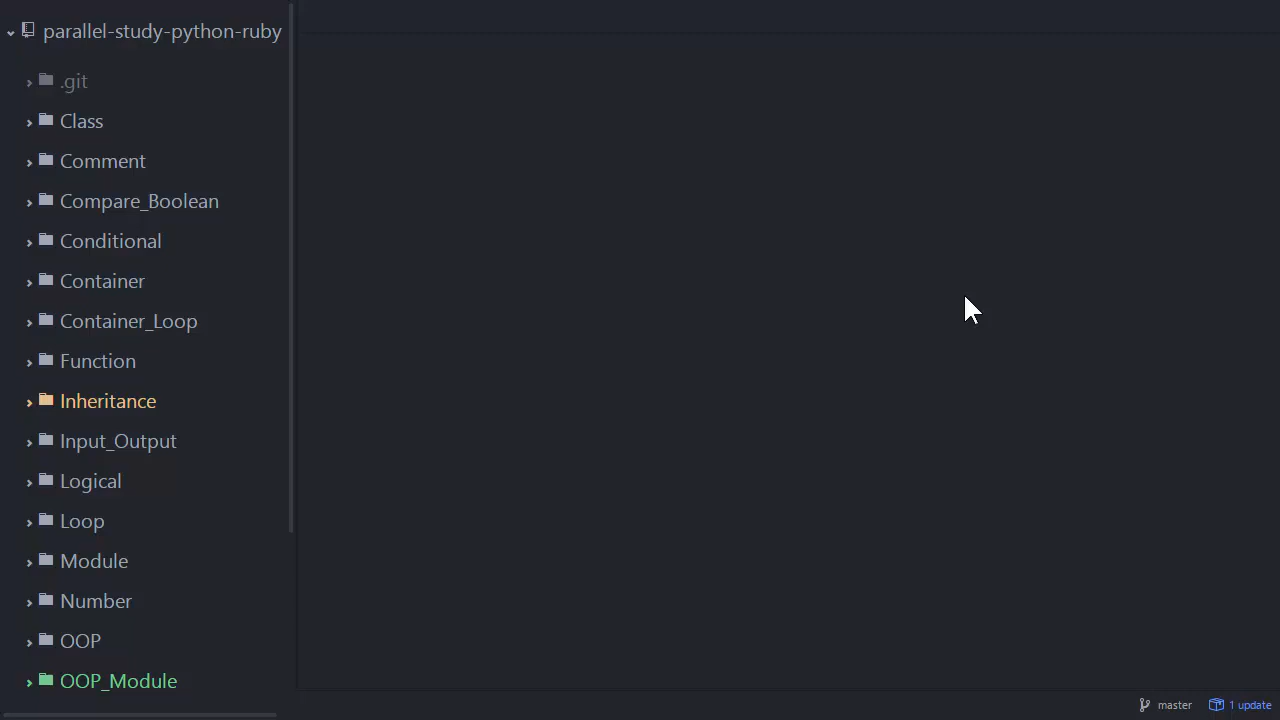 parallel-study-python-ruby
.git
Class
Comment
Compare_Boolean
Conditional
Container
Container_Loop
Function
Inheritance
Input_Output
Logical
Loop
Module
Number
OOP
OOP_Module
master 1 update